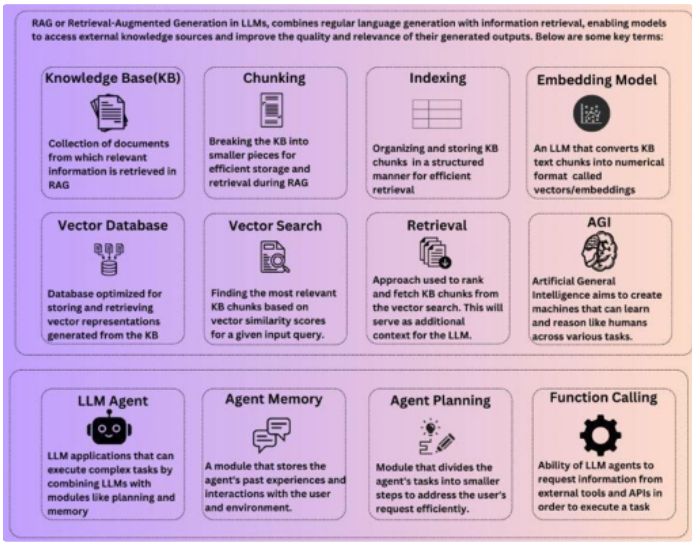 RAG or Retrieval-Augmented Generation in LLMs, combines regular language generation with information retrieval, enabling models
to access external knowledge sources and improve the quality and relevance of their generated outputs. Below are some key terms:
Knowledge Base(KB)
Collection of documents
from which relevant
information is retrieved in
RAG
Chunking
Breaking the KB into
smaller pieces for
efficient storage and
retrieval during RAG
Indexing
Organizing and storing KB
chunks in a structured
manner for efficient
retrieval
Embedding Model
An LLM that converts KB
text chunks into numerical
format called
vectors/embeddings
Vector Database
Database optimized for
storing and retrieving
vector representations
generated from the KB
Vector Search
Finding the most relevant
KB chunks based on
vector similarity scores
for a given input query.
Retrieval
Approach used to rank
and fetch KB chunks from
the vector search. This will
serve as additional
context for the LLM.
AGI
Artificial General
Intelligence aims to create
machines that can learn
and reason like humans
across various tasks.
LLM Agent
LLM applications that can
execute complex tasks by
combining LLMs with
modules like planning and
memory
Agent Memory
A module that stores the
agent's past experiences and
interactions with the user
and environment.
Agent Planning
Module that divides the
agent's tasks into smaller
steps to address the user's
request efficiently.
Function Calling
Ability of LLM agents to
request information from
external tools and APIs in
order to execute a task